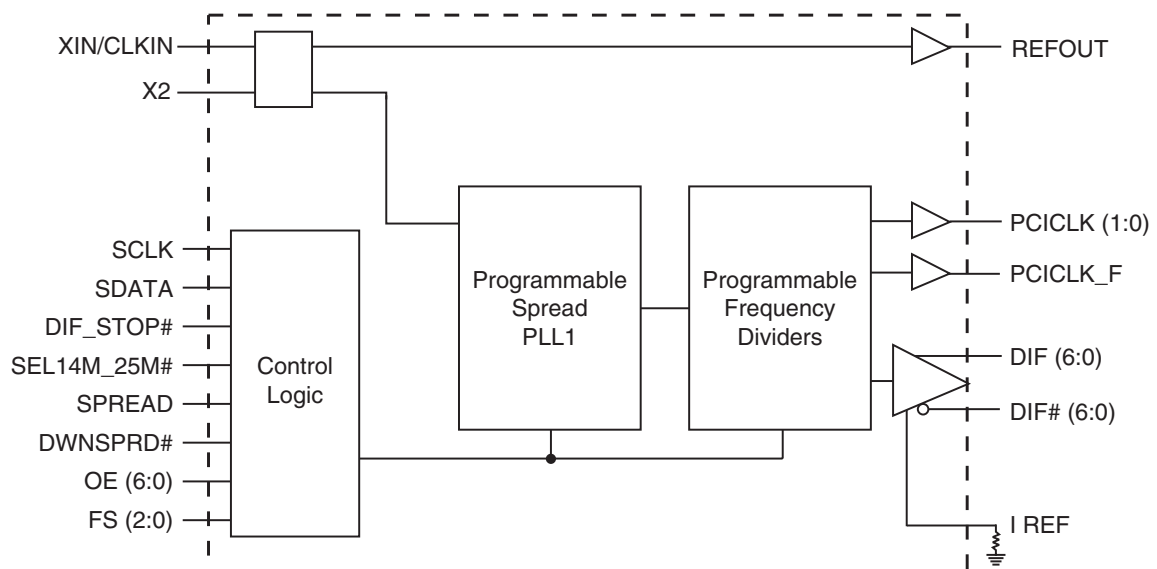 XIN/CLKIN
X2
REFOUT
SCLK
SDATA
DIF_STOP#
SEL14M_25M#
SPREAD
DWNSPRD#
OE (6:0)
FS (2:0)
Control
Logic
Programmable
Spread
PLL1
Programmable
Frequency
Dividers
PCICLK (1:0)
PCICLK_F
DIF (6:0)
DIF# (6:0)
I REF